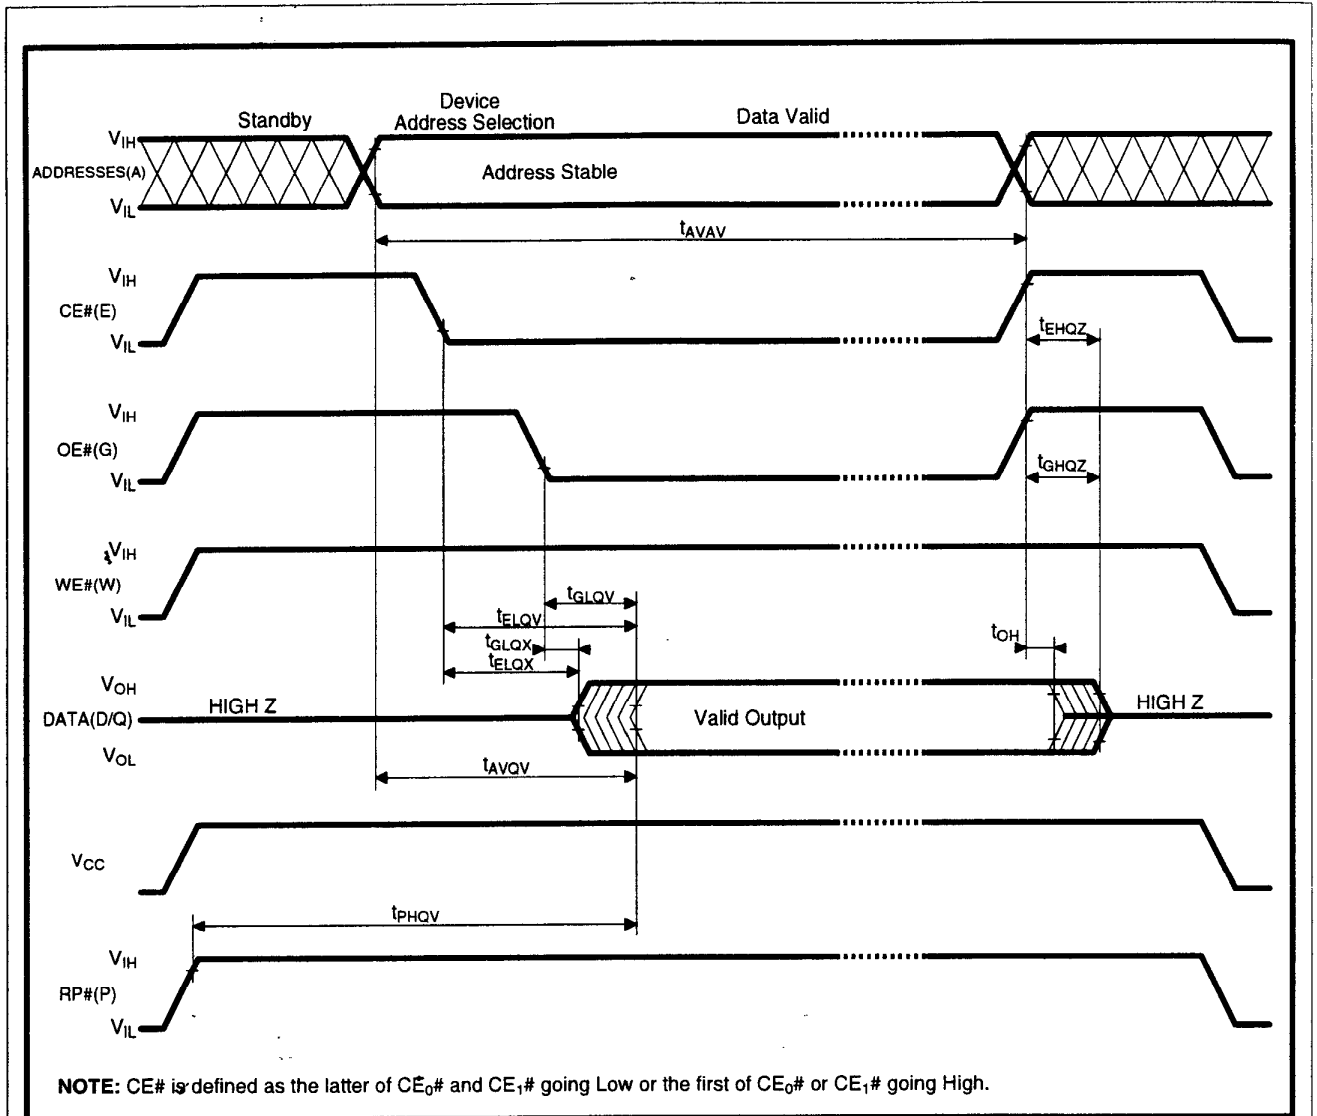 Device
Standby Address Selection Data Valid
VIH
ADDRESSES(A) Address Stable
VIL
tAVAV
VIH
CE#(E)
tEHQZ
VIL
VIH
OE#(G)
tGHQZ
VIL
VIH
WE#(W)
tGLQV
VIL
tELQV
tOH
tGLQX
tELQX
VOH
HIGH Z HIGH Z
DATA(D/Q) Valid Output
VOL
tAVQV
VCC
tPHQV
VIH
RP#(P)
VIL
NOTE: CE# is defined as the latter of CE0# and CE1# going Low or the first of CE0# or CE1# going High.